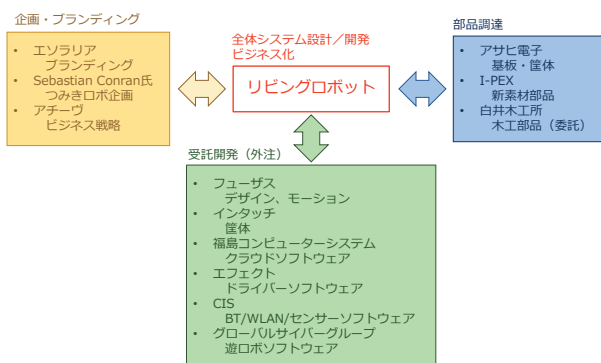 企画・ブランディング
• エソラリア
ブランディング
• Sebastian Conran氏
つみきロボ企画
• アチーヴ
ビジネス戦略
全体システム設計／開発
ビジネス化
リビングロボット
部品調達
• アサヒ電子
基板・筐体
• I-PEX
新素材部品
• 白井木工所
木工部品（委託）
受託開発（外注）
• フューザス
デザイン、モーション
• インタッチ
筐体
• 福島コンピューターシステム
クラウドソフトウェア
• エフェクト
ドライバーソフトウェア
• CIS
BT/WLAN/センサーソフトウェア
• グローバルサイバーグループ
遊ロボソフトウェア